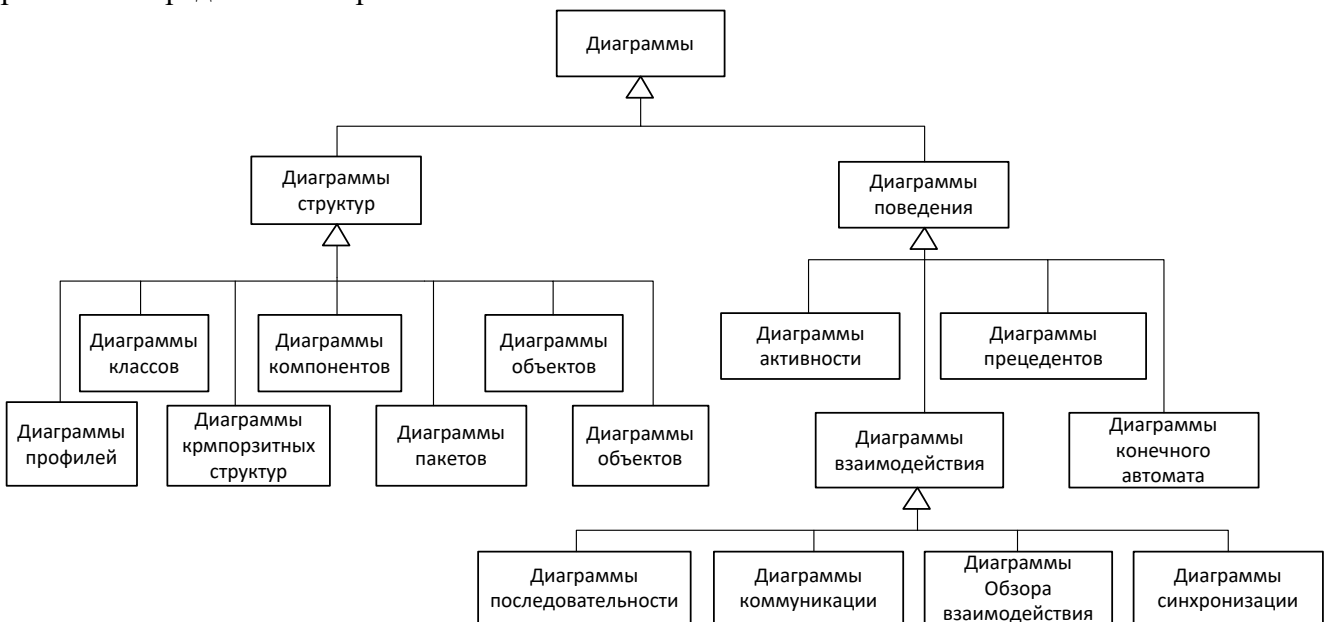 Диаграммы
Диаграммы
структур
Диаграммы
поведения
Диаграммы
классов
Диаграммы
компонентов
Диаграммы
объектов
Диаграммы
активности
Диаграммы
прецедентов
Диаграммы
профилей
Диаграммы
крмпорзитных
структур
Диаграммы
пакетов
Диаграммы
объектов
Диаграммы
взаимодействия
Диаграммы
конечного
автомата
Диаграммы
последовательности
Диаграммы
коммуникации
Диаграммы
Обзора
взаимодействия
Диаграммы
синхронизации